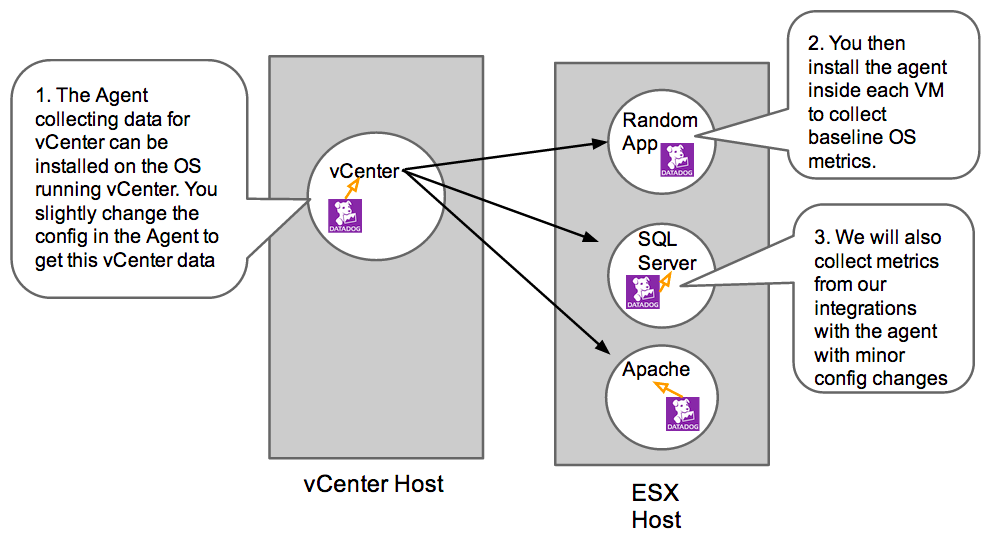 1. The Agent
collecting data for
vCenter can be
installed on the OS
running vCenter. You
slightly change the
config in the Agent to
get this vCenter data
vCenter
DATADOG
vCenter Host
Random
App
DATADOG
SQL
Server
DATADOG
Apache
DATADOG
ESX
Host
2. You then
install the agent
inside each VM
to collect
baseline OS
metrics.
3. We will also
collect metrics
from our
integrations
with the agent
with minor
config changes